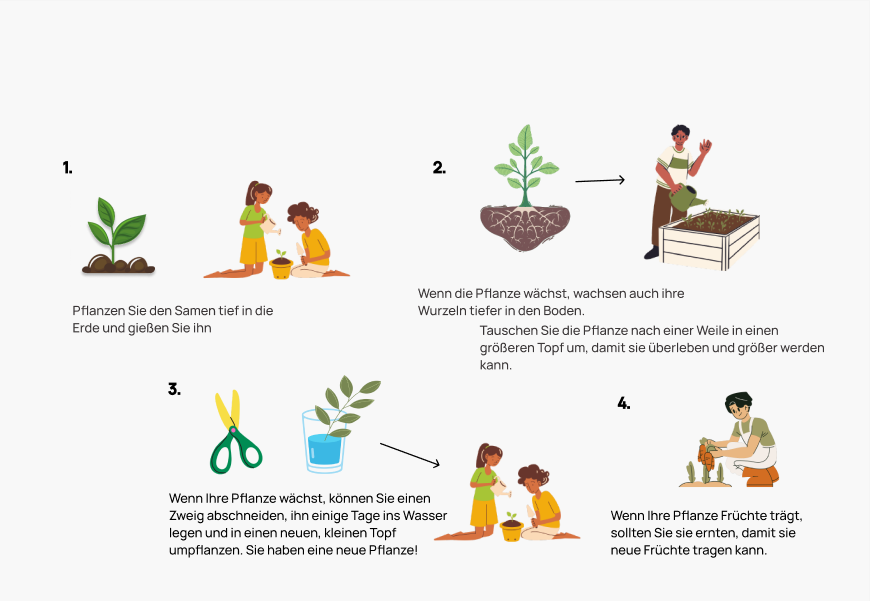 1.
Pflanzen Sie den Samen tief in die
Erde und gießen Sie ihn
2.
Wenn die Pflanze wächst, wachsen auch ihre
Wurzeln tiefer in den Boden.
Tauschen Sie die Pflanze nach einer Weile in einen
größeren Topf um, damit sie überleben und größer werden
kann.
3.
Wenn Ihre Pflanze wächst, können Sie einen
Zweig abschneiden, ihn einige Tage ins Wasser
legen und in einen neuen, kleinen Topf
umpflanzen. Sie haben eine neue Pflanze!
4.
Wenn Ihre Pflanze Früchte trägt,
sollten Sie sie ernten, damit sie
neue Früchte tragen kann.